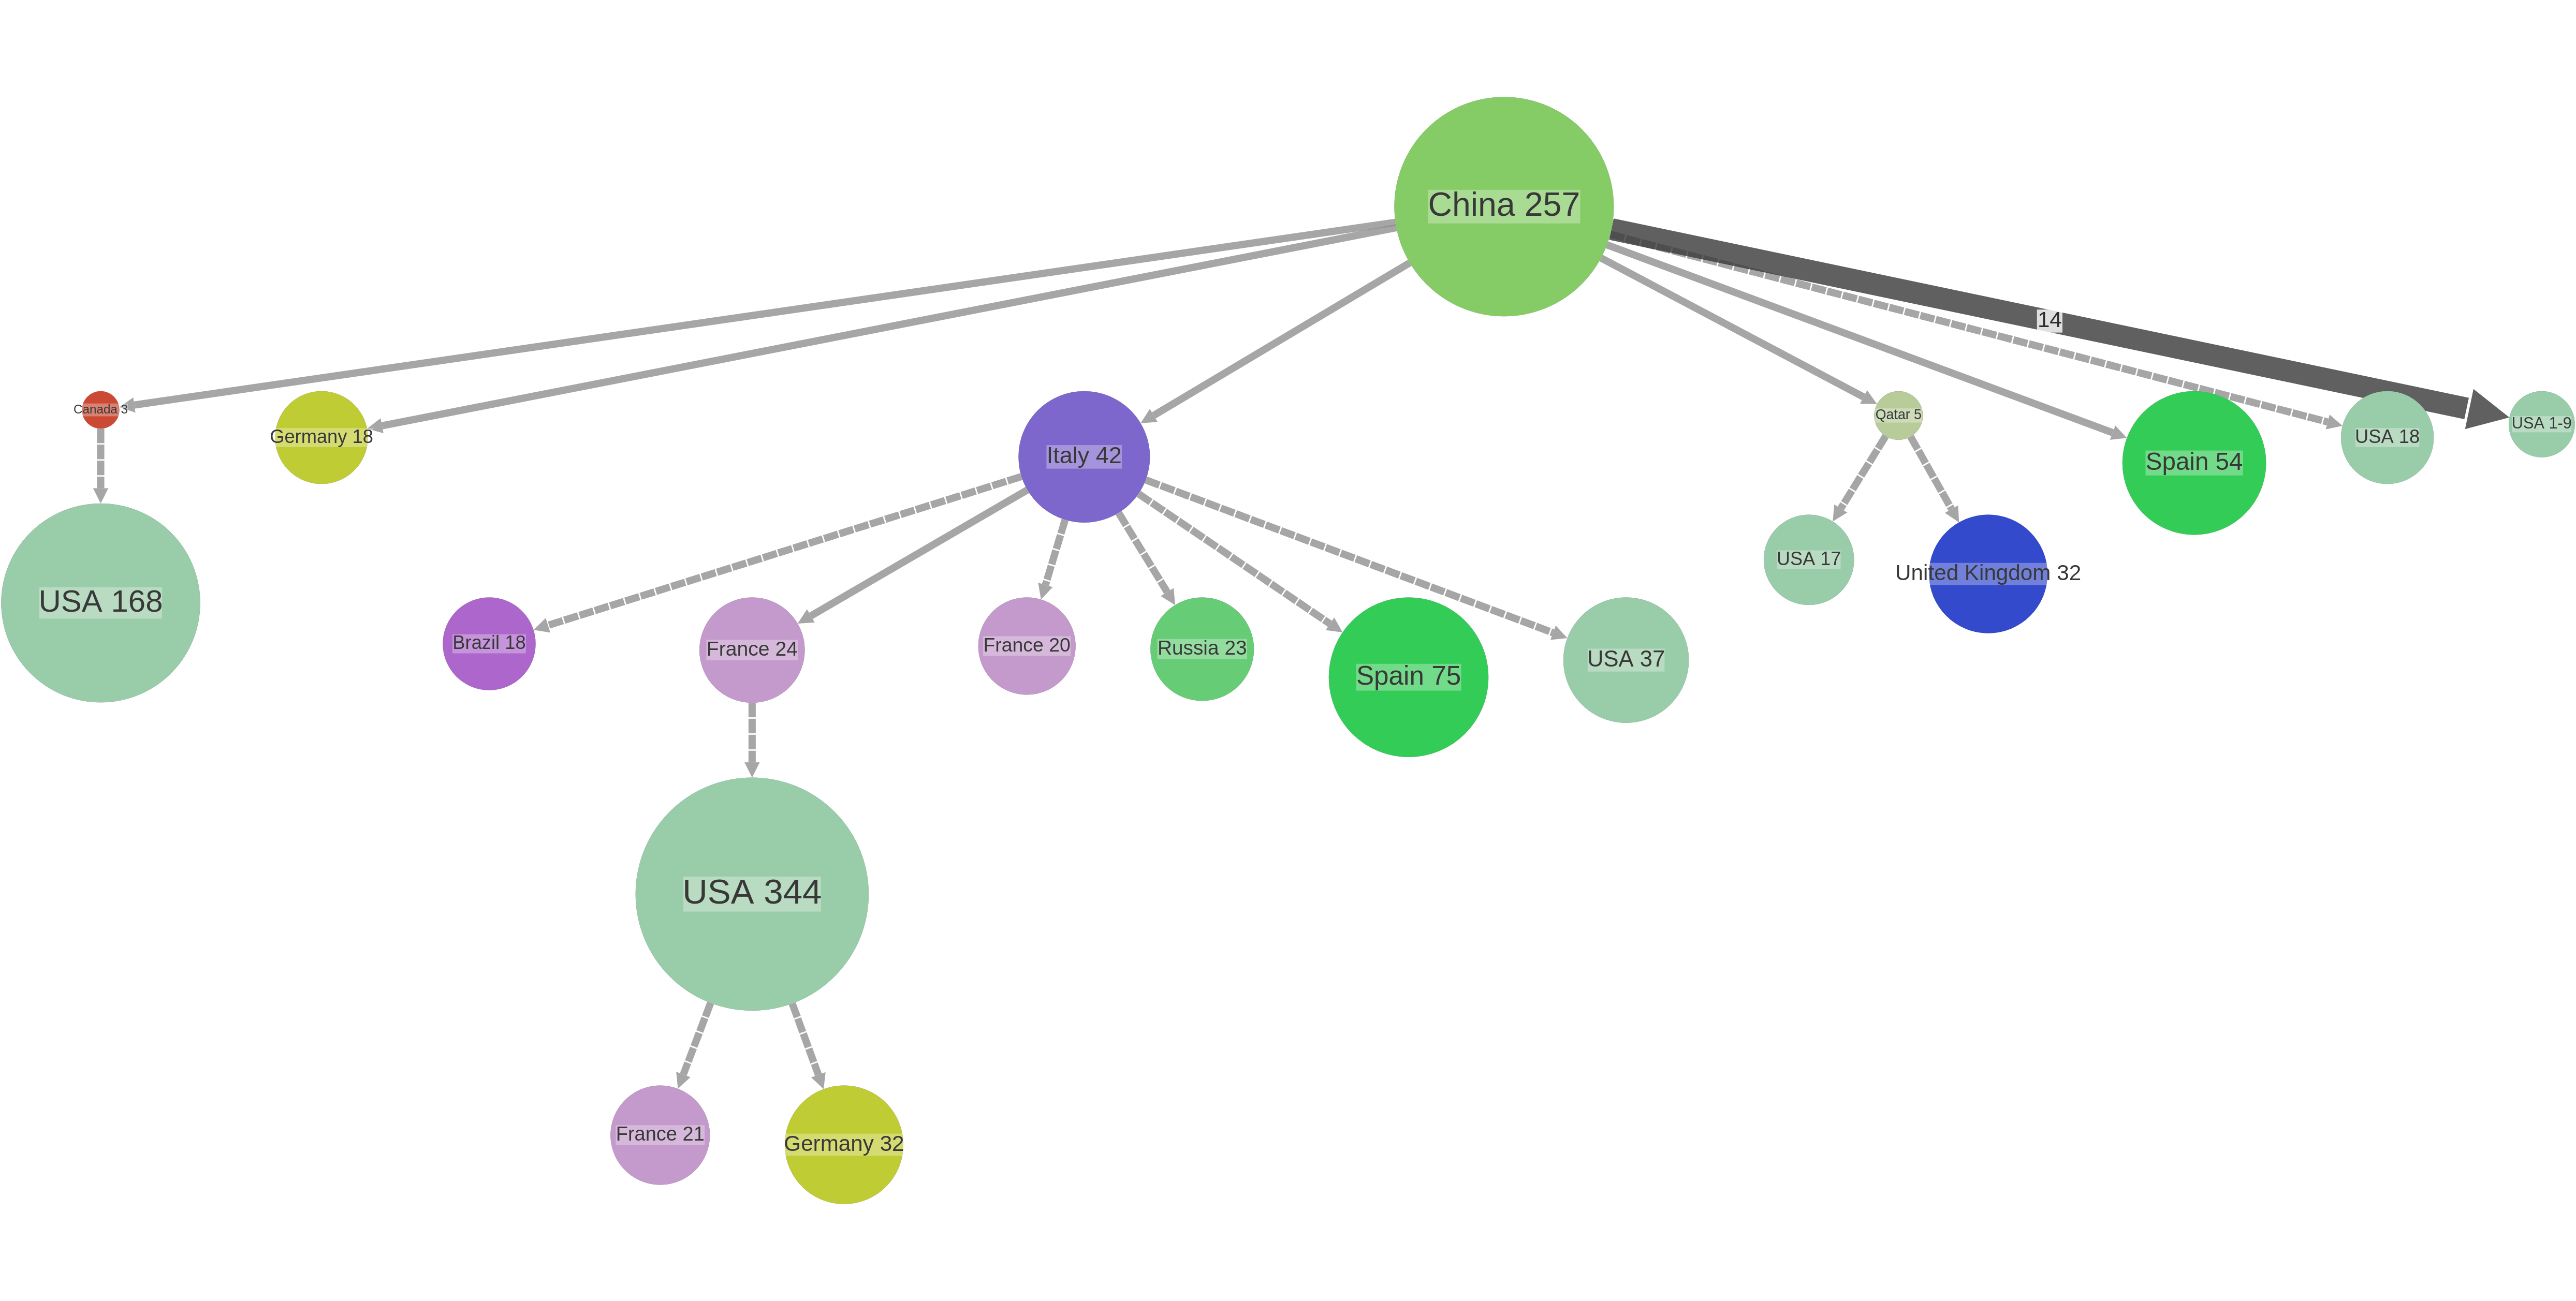 China 257
14
Canada 3
Germany 18
Italy 42
Qatar 5
Spain 54
USA 18
USA 1-9
USA 168
Brazil 18
France 24
France 20
Russia 23
Spain 75
USA 37
USA 17
United Kingdom 32
USA 344
France 21
Germany 32